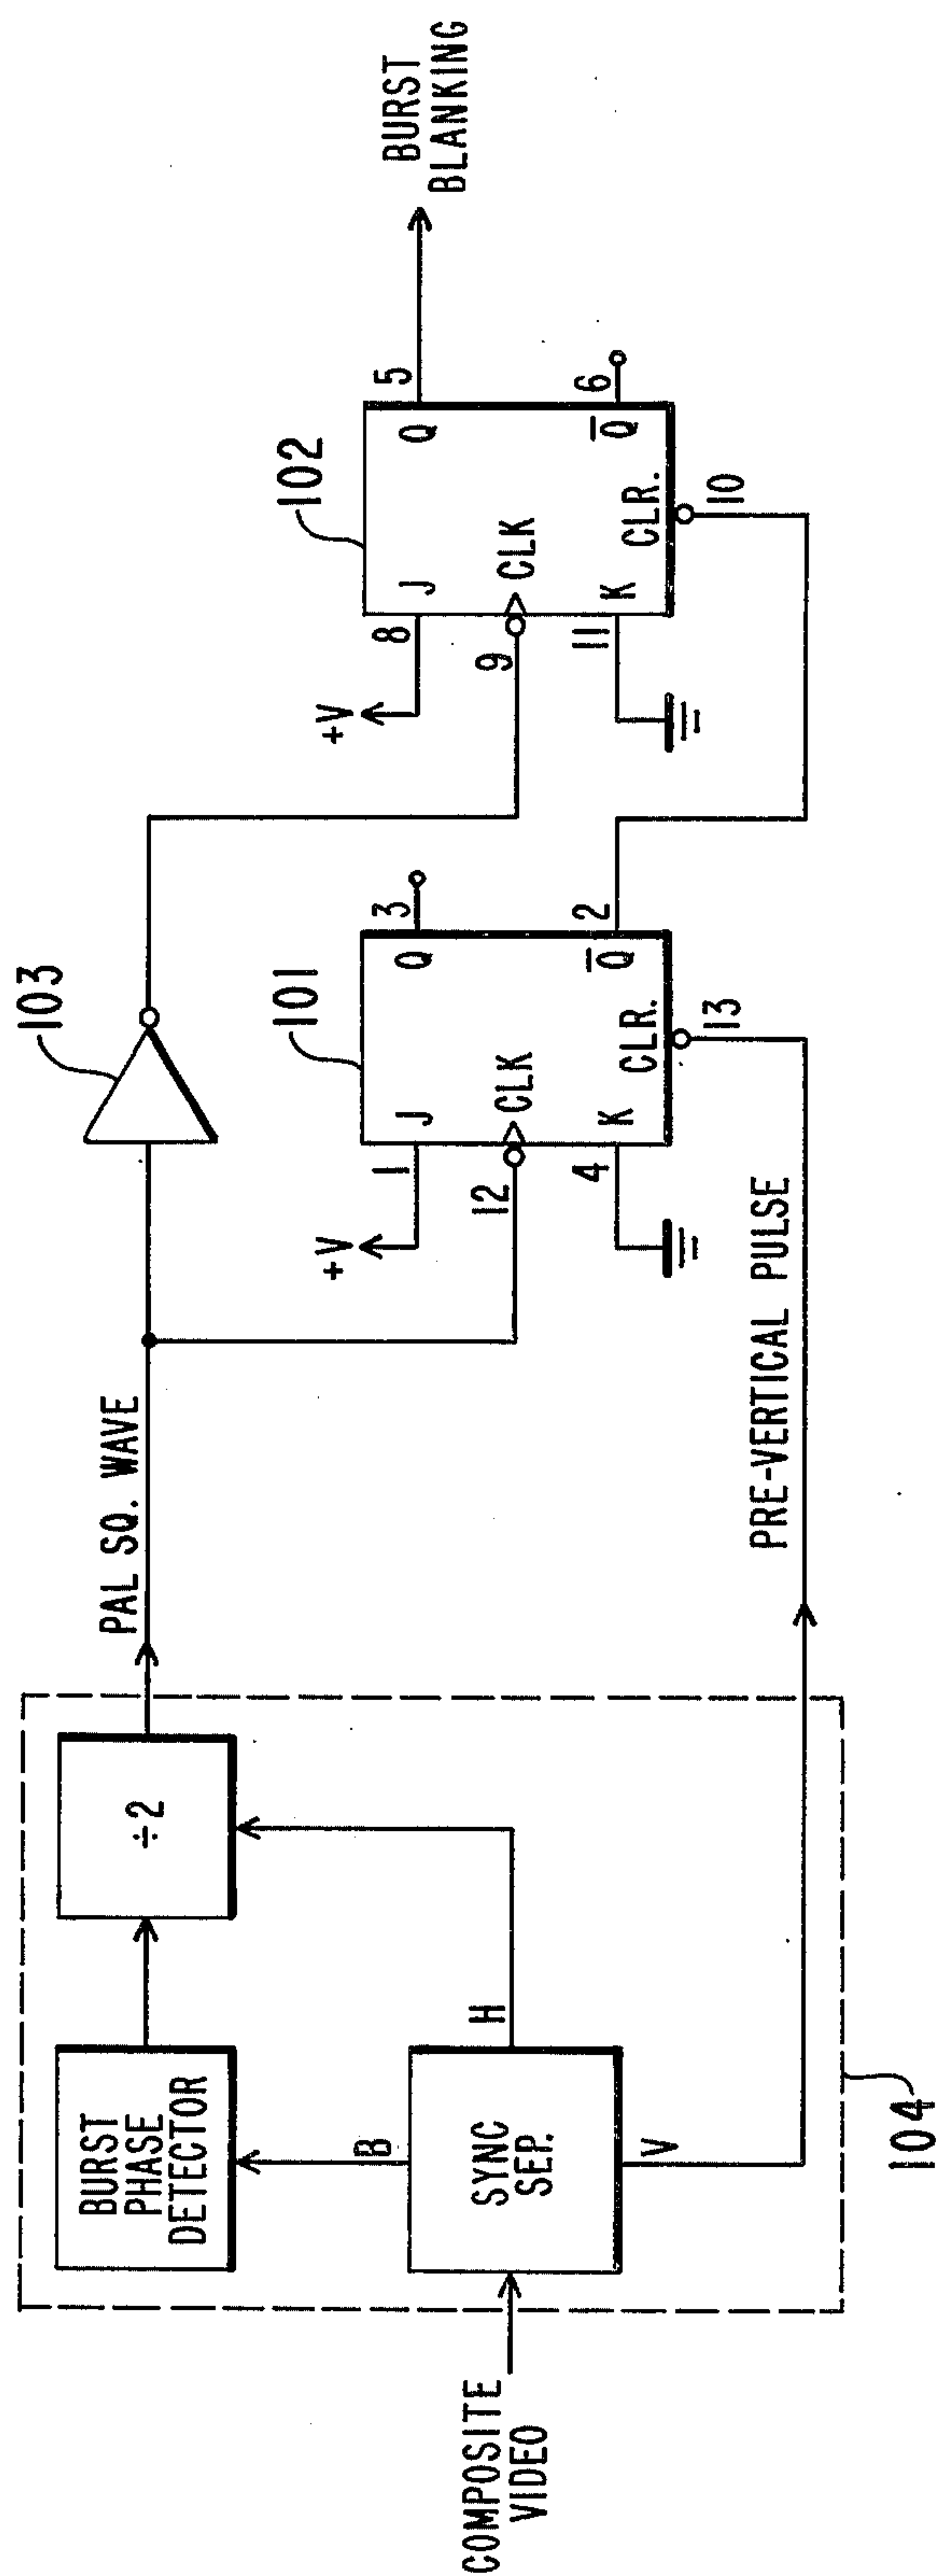 COMPOSITE
VIDEO
SYNC
SEP.
B
H
V
BURST
PHASE
DETECTOR
÷2
104
PAL SQ. WAVE
PRE-VERTICAL PULSE
103
101
+V
1
J
12
CLK
4
K
CLR.
13
Q
3
Q̅
2
102
+V
8
J
9
CLK
11
K
CLR.
10
Q
5
Q̅
6
BURST
BLANKING